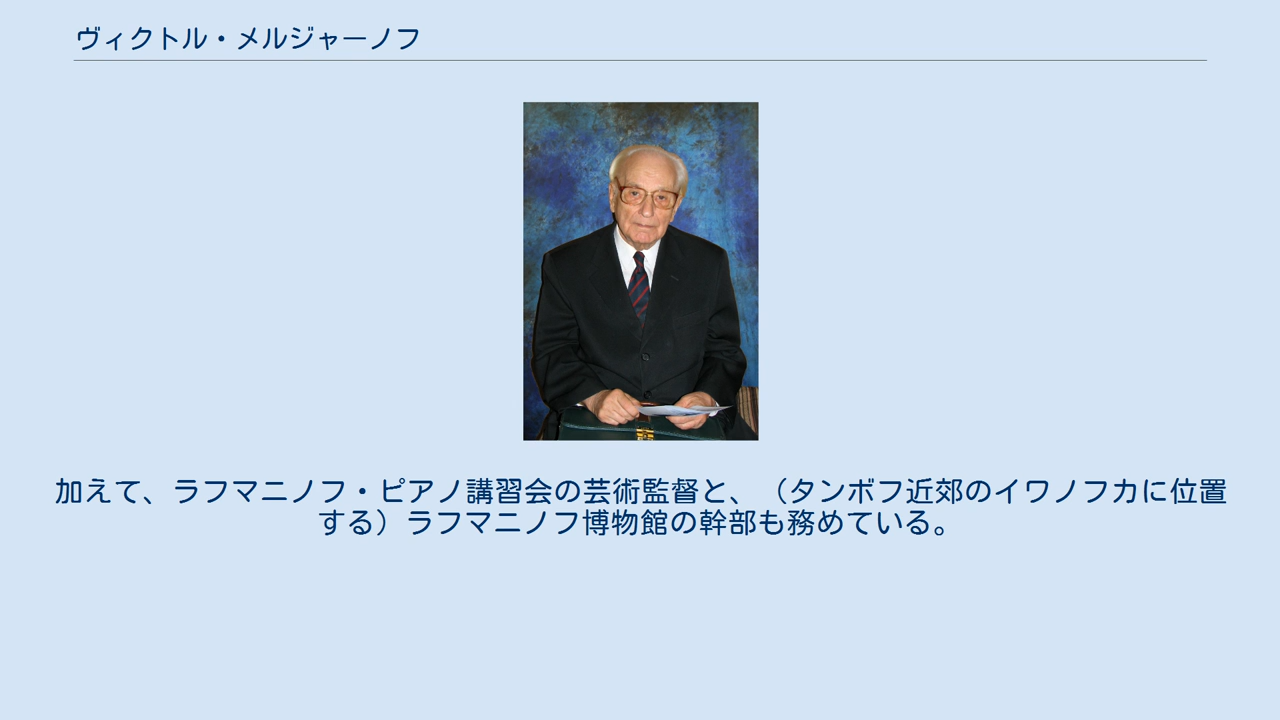 ヴィクトル・メルジャーノフ
加えて、ラフマニノフ・ピアノ講習会の芸術監督と、（タンボフ近郊のイワノフカに位置
する）ラフマニノフ博物館の幹部も務めている。